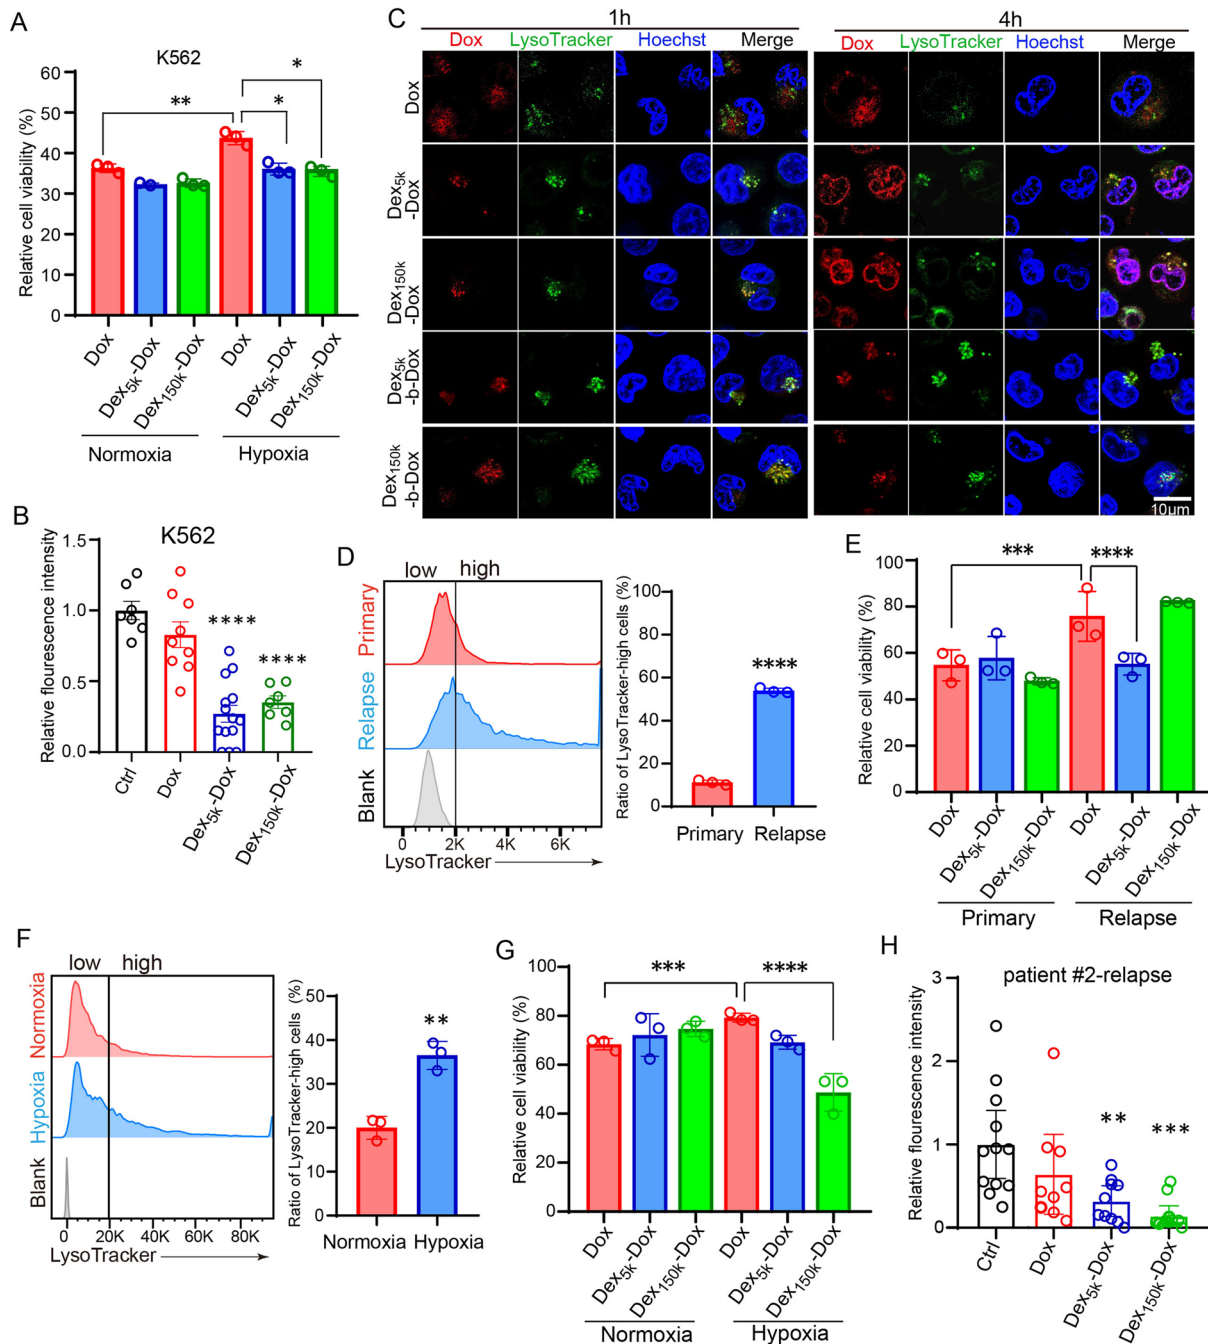 A
K562
Relative cell viability (%)
60
50
40
30
20
10
0
**
*
*
Dox
Dex5k-Dox
Dex150k-Dox
Dox
Dex5k-Dox
Dex150k-Dox
Normoxia
Hypoxia
B
K562
Relative flourescence intensity
1.5
1.0
0.5
0.0
****
****
Ctrl
Dox
Dex5k-Dox
Dex150k-Dox
C
1h
4h
Dox LysoTracker Hoechst Merge
Dox LysoTracker Hoechst Merge
Dox
Dex5k
-Dox
Dex150k
-Dox
Dex5k
-b-Dox
Dex150k
-b-Dox
10μm
D
low high
Primary
Relapse
Blank
0 2K 4K 6K
LysoTracker
Ratio of LysoTracker-high cells (%)
100
80
60
40
20
0
****
Primary Relapse
E
Relative cell viability (%)
100
80
60
40
20
0
***
****
Dox
Dex5k-Dox
Dex150k-Dox
Dox
Dex5k-Dox
Dex150k-Dox
Primary
Relapse
F
low high
Normoxia
Hypoxia
Blank
0 20K 40K 60K 80K
LysoTracker
Ratio of LysoTracker-high cells (%)
50
40
30
20
10
0
**
Normoxia Hypoxia
G
Relative cell viability (%)
100
80
60
40
20
0
***
****
Dox
Dex5k-Dox
Dex150k-Dox
Dox
Dex5k-Dox
Dex150k-Dox
Normoxia
Hypoxia
H
patient #2-relapse
Relative flourescence intensity
3
2
1
0
**
***
Ctrl
Dox
Dex5k-Dox
Dex150k-Dox